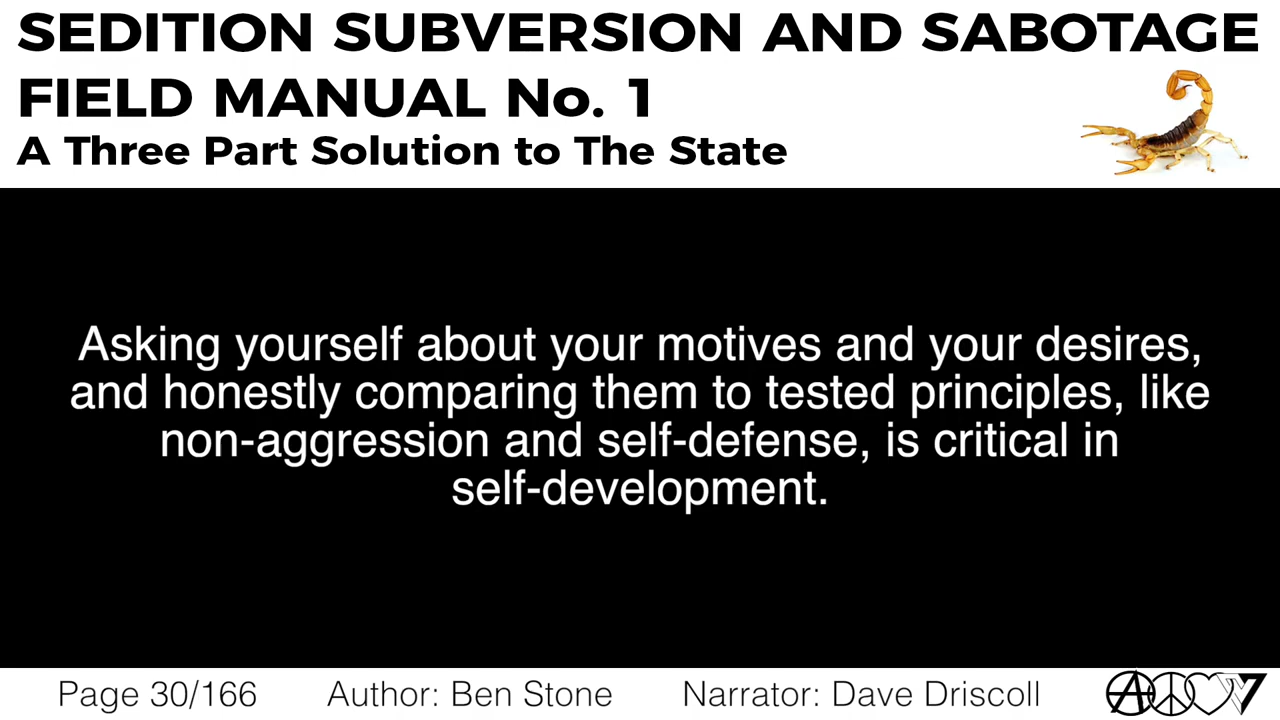 SEDITION SUBVERSION AND SABOTAGE
FIELD MANUAL No. 1
A Three Part Solution to The State
Asking yourself about your motives and your desires,
and honestly comparing them to tested principles, like
non-aggression and self-defense, is critical in
self-development.
Page 30/166 Author: Ben Stone Narrator: Dave Driscoll